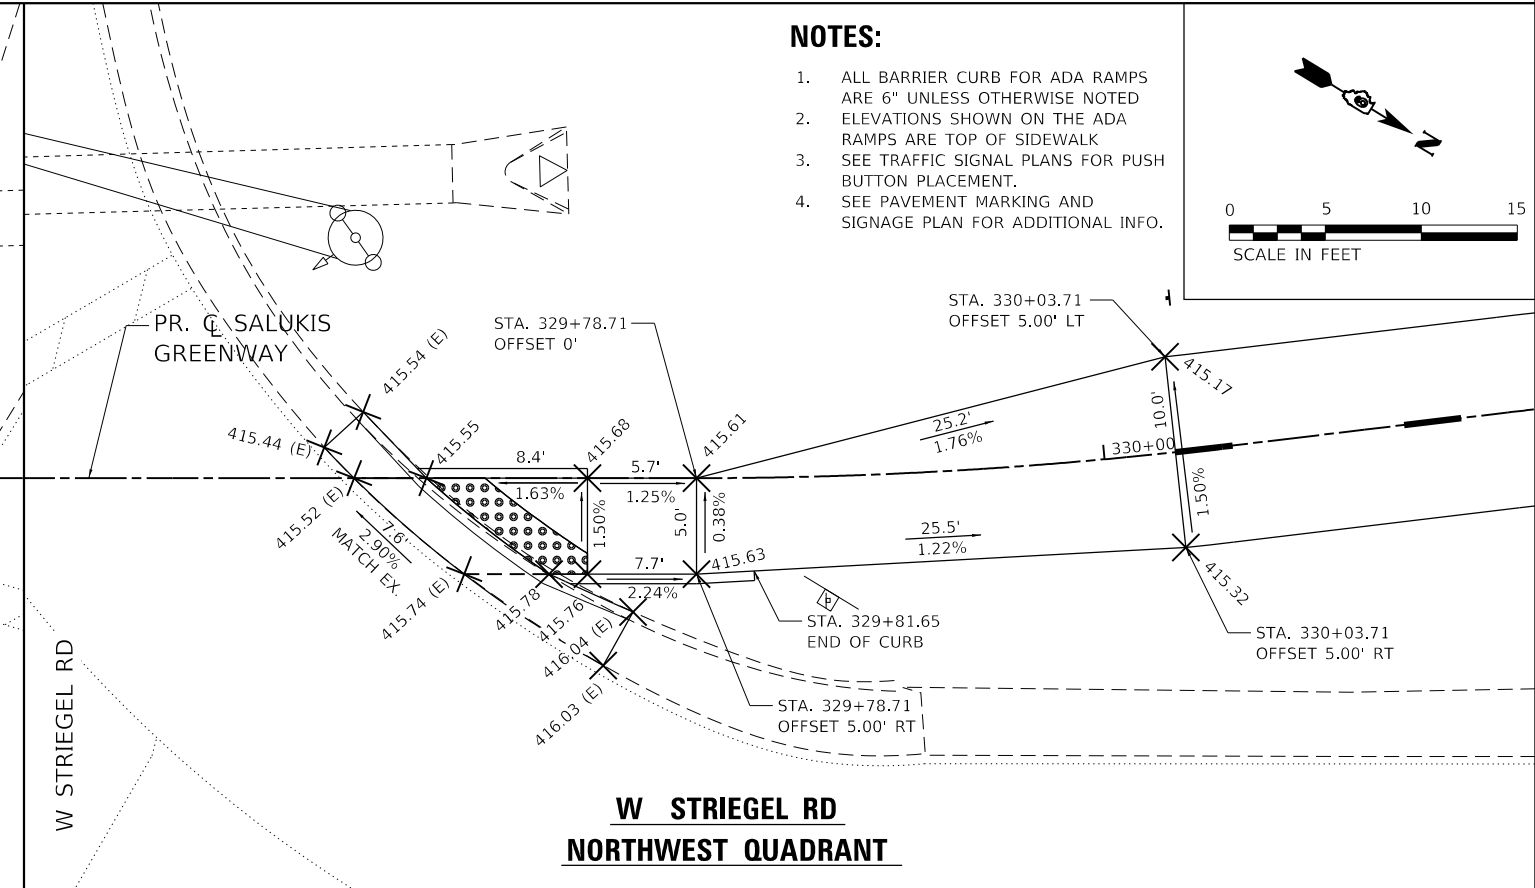 NOTES:
1. ALL BARRIER CURB FOR ADA RAMPS
ARE 6" UNLESS OTHERWISE NOTED
2. ELEVATIONS SHOWN ON THE ADA
RAMPS ARE TOP OF SIDEWALK
3. SEE TRAFFIC SIGNAL PLANS FOR PUSH
BUTTON PLACEMENT.
4. SEE PAVEMENT MARKING AND
SIGNAGE PLAN FOR ADDITIONAL INFO.
N
0 5 10 15
SCALE IN FEET
PR. ℄ SALUKIS
GREENWAY
STA. 329+78.71
OFFSET 0'
STA. 330+03.71
OFFSET 5.00' LT
415.54 (E)
415.44 (E)
415.55
415.68
415.61
415.17
8.4'
1.63%
5.7'
1.25%
25.2'
1.76%
10.0'
330+00
1.50%
1.50%
5.0'
0.38%
415.52 (E)
7.6'
2.90%
MATCH EX.
415.74 (E)
415.78
415.76
7.7'
2.24%
415.63
25.5'
1.22%
415.32
416.04 (E)
416.03 (E)
STA. 329+81.65
END OF CURB
STA. 330+03.71
OFFSET 5.00' RT
STA. 329+78.71
OFFSET 5.00' RT
W STRIEGEL RD
W STRIEGEL RD
NORTHWEST QUADRANT